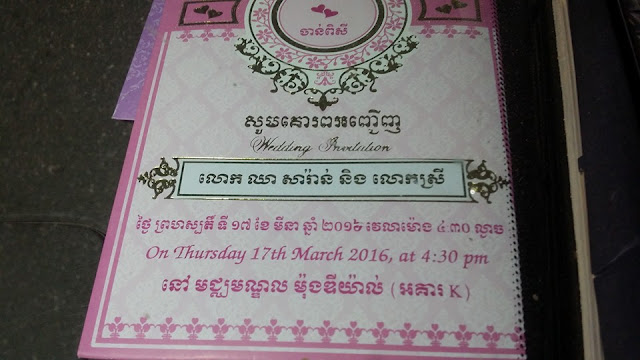 ចាន់ពិសី
សូមគោរពអញ្ជើញ
Wedding Invitation
លោក ឈា សារ៉ាន់ និង លោកស្រី
ថ្ងៃ ព្រហស្បតិ៍ ទី ១៧ ខែ មីនា ឆ្នាំ ២០១៦ វេលាម៉ោង ៤:៣០ ល្ងាច
On Thursday 17th March 2016, at 4:30 pm
នៅ មជ្ឈមណ្ឌល ម៉ុងឌីយ៉ាល់ (អគារ K)